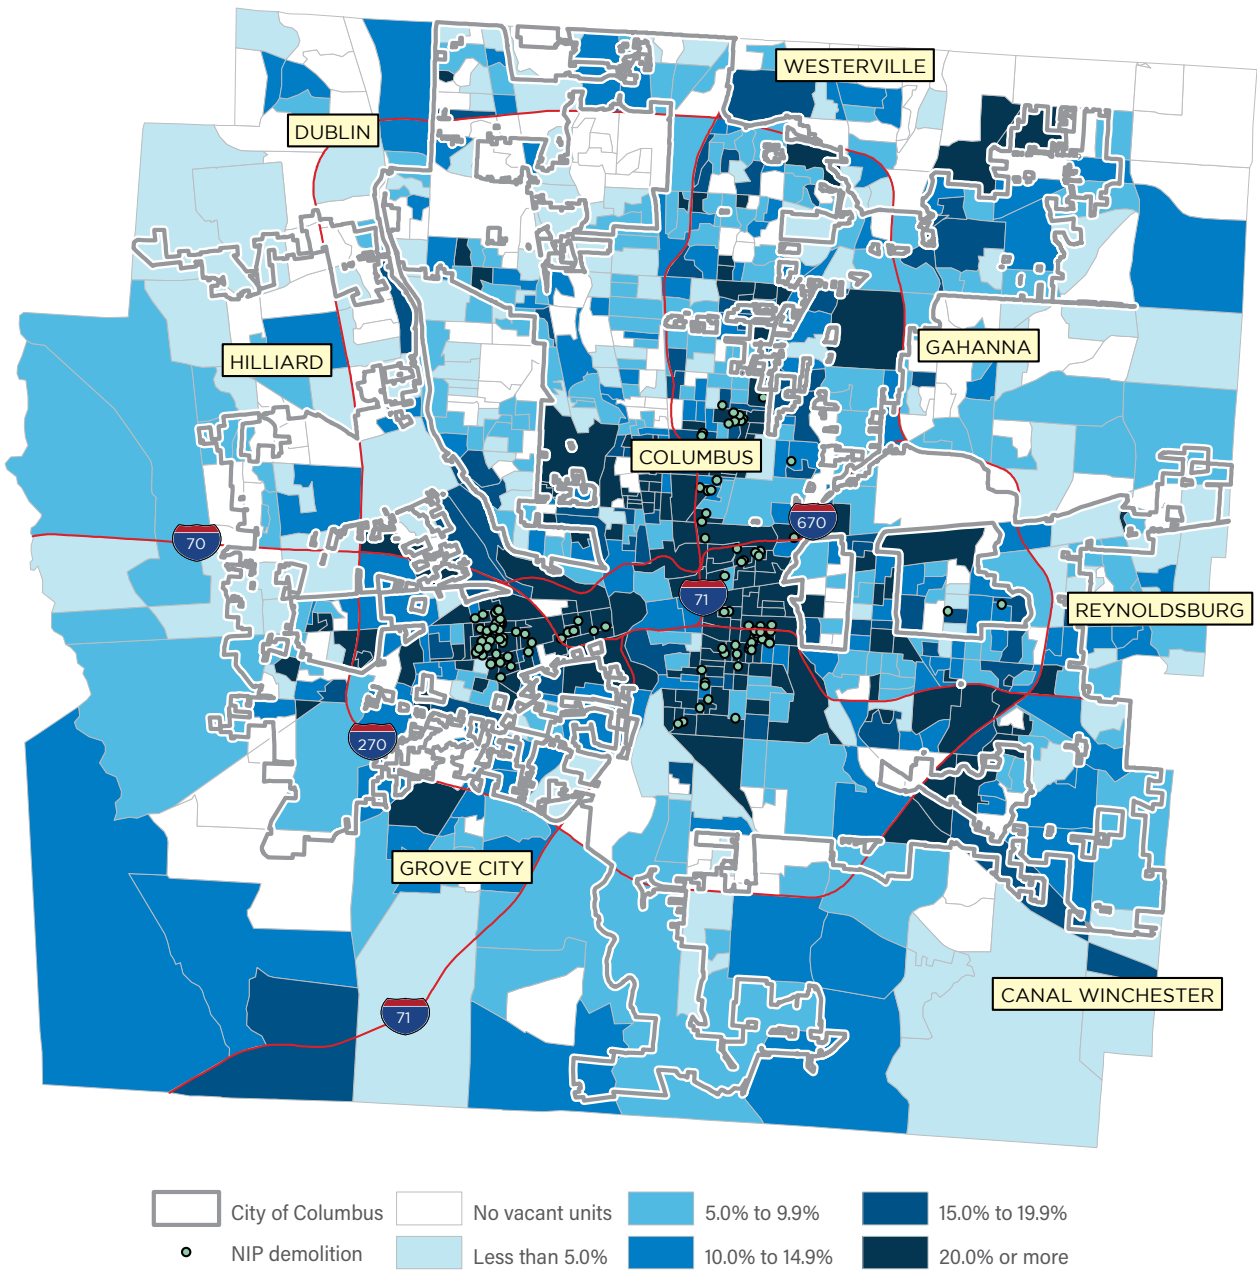 WESTERVILLE
DUBLIN
GAHANNA
HILLIARD
COLUMBUS
670
70
71
REYNOLDSBURG
270
GROVE CITY
CANAL WINCHESTER
71
City of Columbus
No vacant units
5.0% to 9.9%
15.0% to 19.9%
NIP demolition
Less than 5.0%
10.0% to 14.9%
20.0% or more